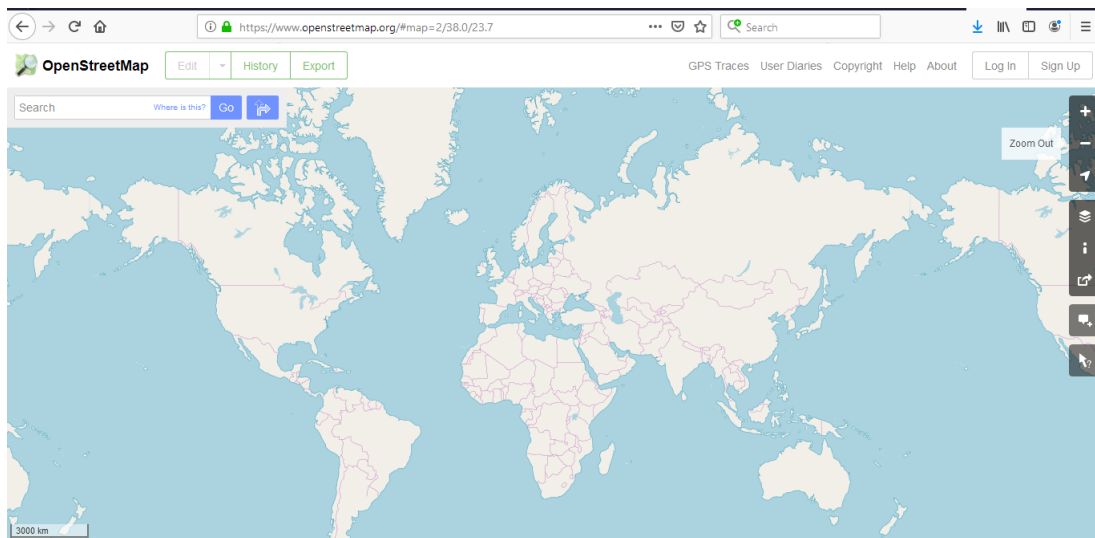 https://www.openstreetmap.org/#map=2/38.0/23.7
Search
OpenStreetMap
Edit
History
Export
GPS Traces
User Diaries
Copyright
Help
About
Log In
Sign Up
Search
Where is this?
Go
Zoom Out
3000 km